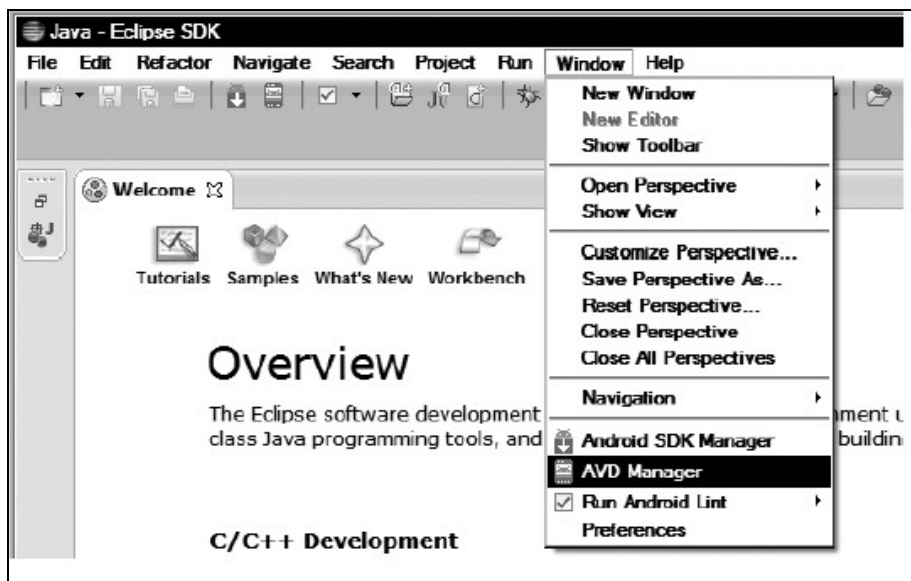 Java - Eclipse SDK
File Edit Refactor Navigate Search Project Run Window Help
New Window
New Editor
Show Toolbar
Open Perspective
Show View
Customize Perspective...
Save Perspective As...
Reset Perspective...
Close Perspective
Close All Perspectives
Navigation
Android SDK Manager
AVD Manager
Run Android Lint
Preferences
Welcome
Tutorials Samples What's New Workbench
Overview
The Eclipse software development
class Java programming tools, and buildin
C/C++ Development